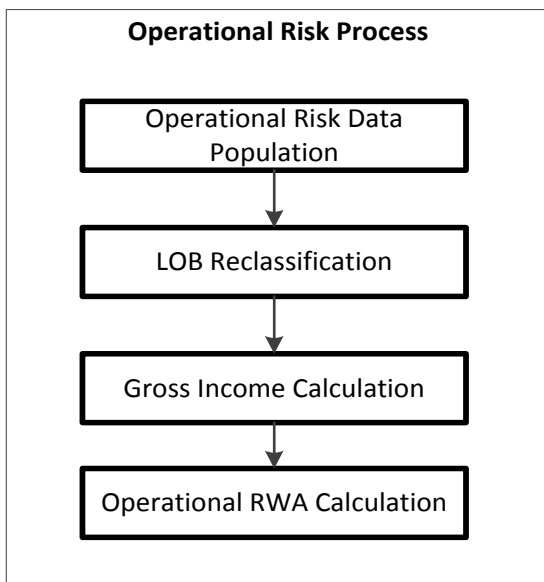 Operational Risk Process
Operational Risk Data
Population
LOB Reclassification
Gross Income Calculation
Operational RWA Calculation